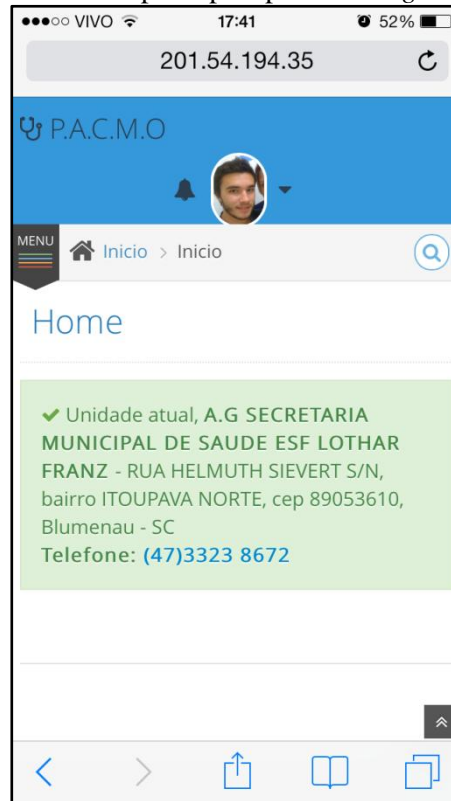 VIVO 17:41 52%
201.54.194.35
P.A.C.M.O
MENU
Inicio > Inicio
Home
Unidade atual, A.G SECRETARIA
MUNICIPAL DE SAUDE ESF LOTHAR
FRANZ - RUA HELMUTH SIEVERT S/N,
bairro ITOUPAVA NORTE, cep 89053610,
Blumenau - SC
Telefone: (47)3323 8672